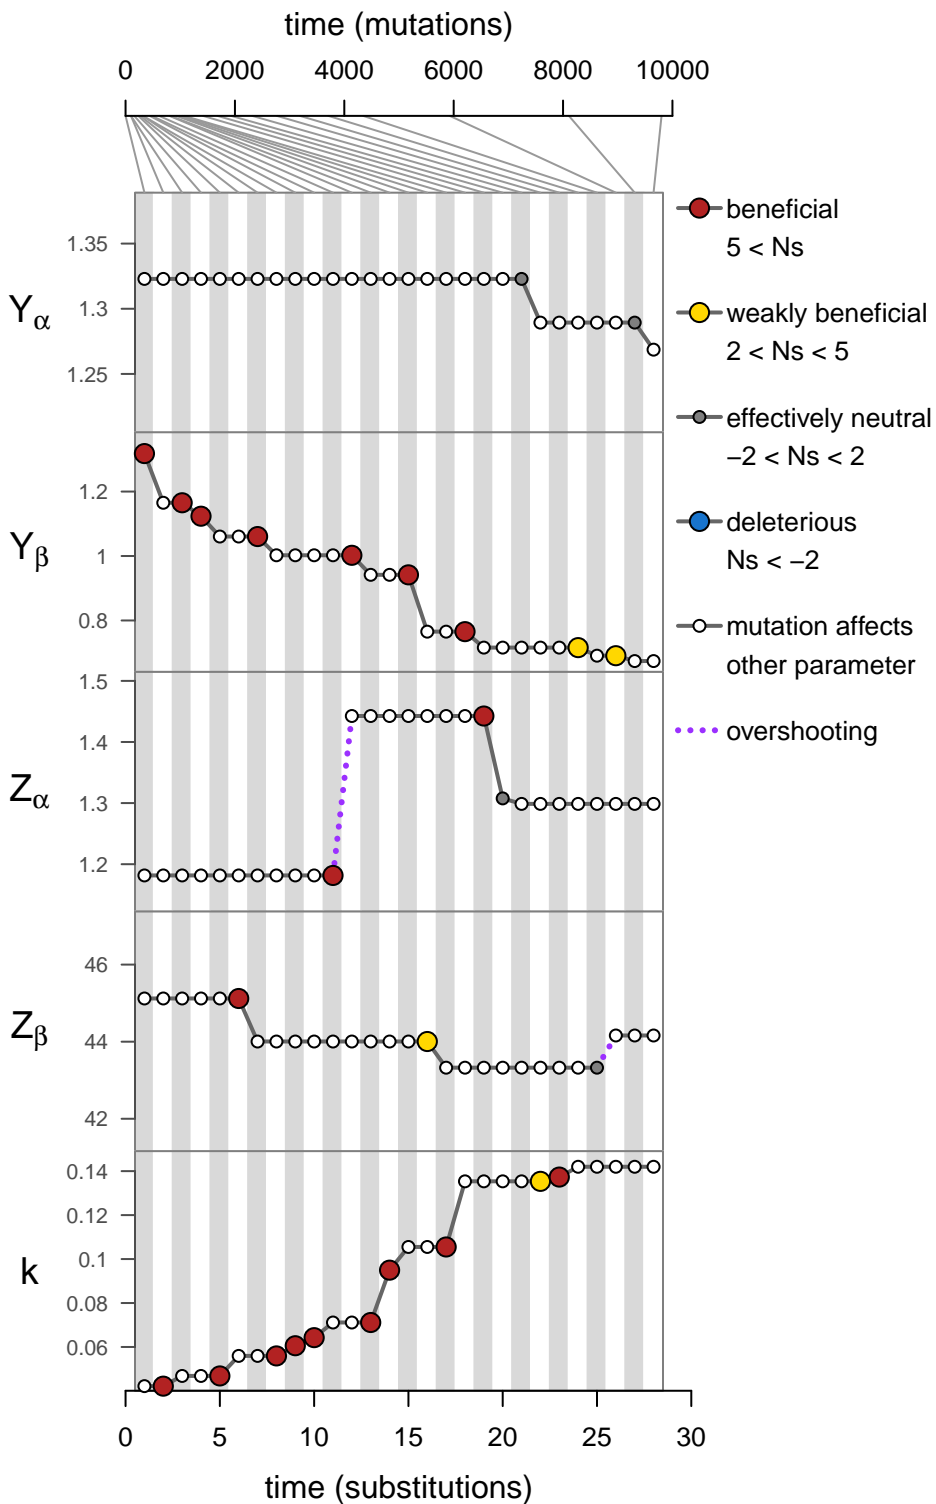 time (mutations)
0 2000 4000 6000 8000 10000
Yα
1.35
1.3
1.25
Yβ
1.2
1
0.8
Zα
1.5
1.4
1.3
1.2
Zβ
46
44
42
k
0.14
0.12
0.1
0.08
0.06
0 5 10 15 20 25 30
time (substitutions)
beneficial
5 < Ns
weakly beneficial
2 < Ns < 5
effectively neutral
−2 < Ns < 2
deleterious
Ns < −2
mutation affects
other parameter
overshooting